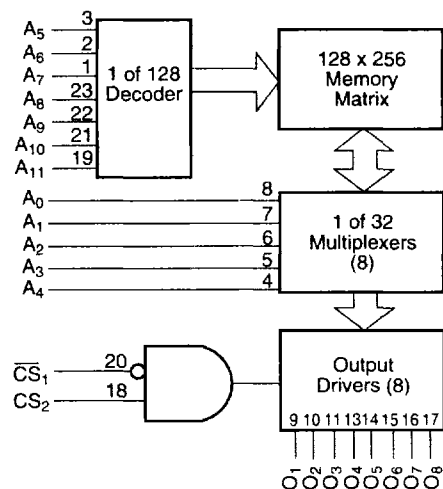 A5 3
A6 2
A7 1
A8 23
A9 22
A10 21
A11 19
1 of 128
Decoder
128 x 256
Memory
Matrix
A0 8
A1 7
A2 6
A3 5
A4 4
1 of 32
Multiplexers
(8)
C̅S̅1 20
CS2 18
Output
Drivers (8)
9 10 11 13 14 15 16 17
O1 O2 O3 O4 O5 O6 O7 O8